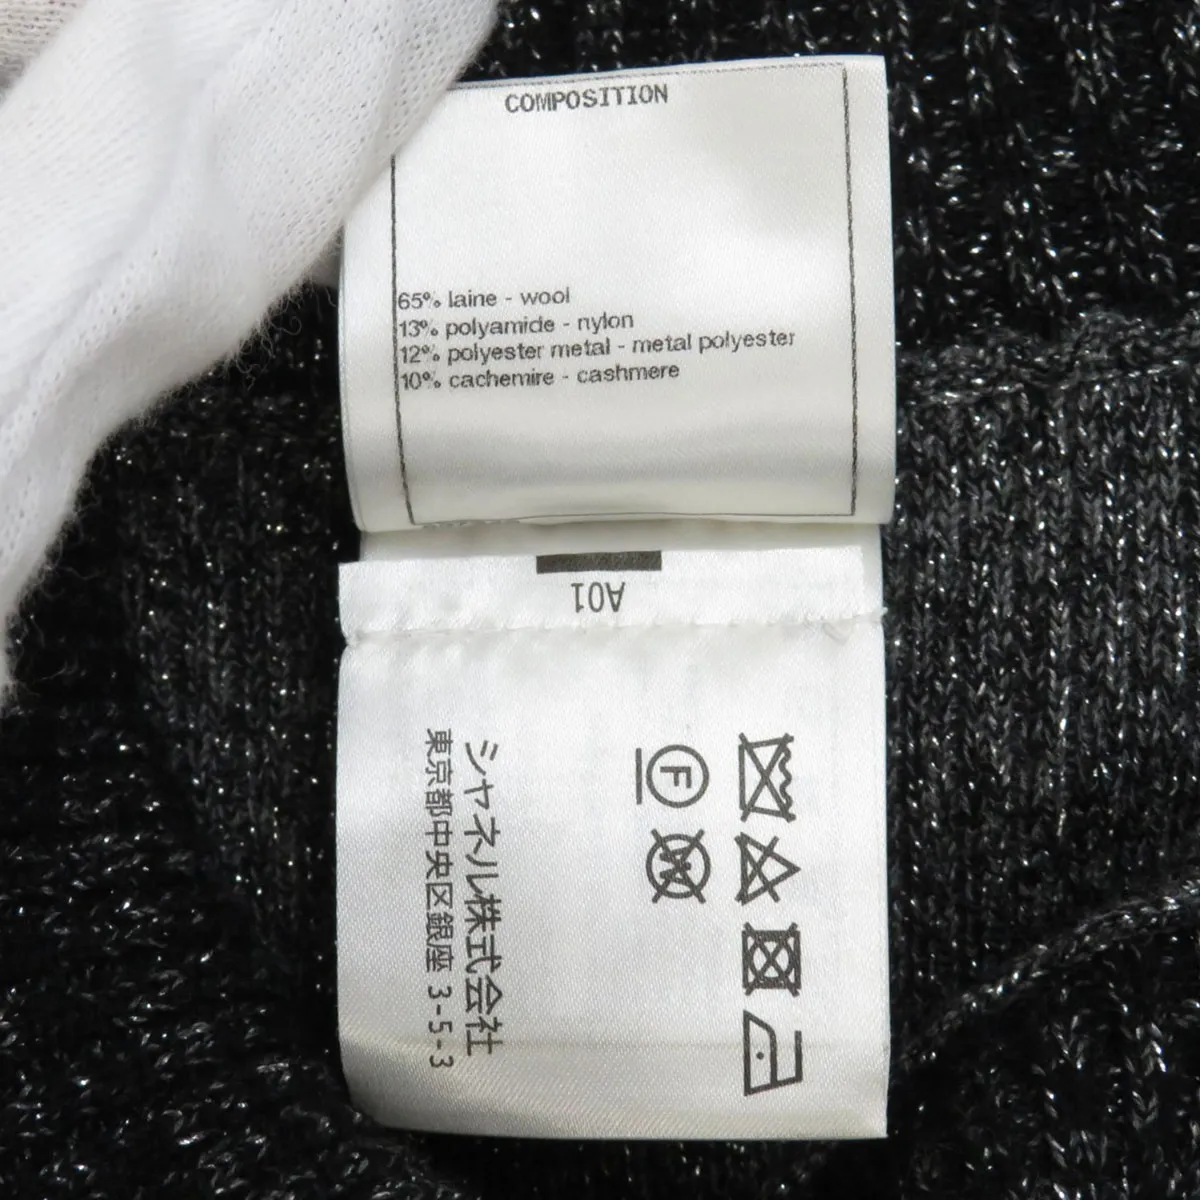 COMPOSITION
65% laine - wool
13% polyamide - nylon
12% polyester metal - metal polyester
10% cachemire - cashmere
A01
F
W
シャネル株式会社
東京都中央区銀座 3-5-3